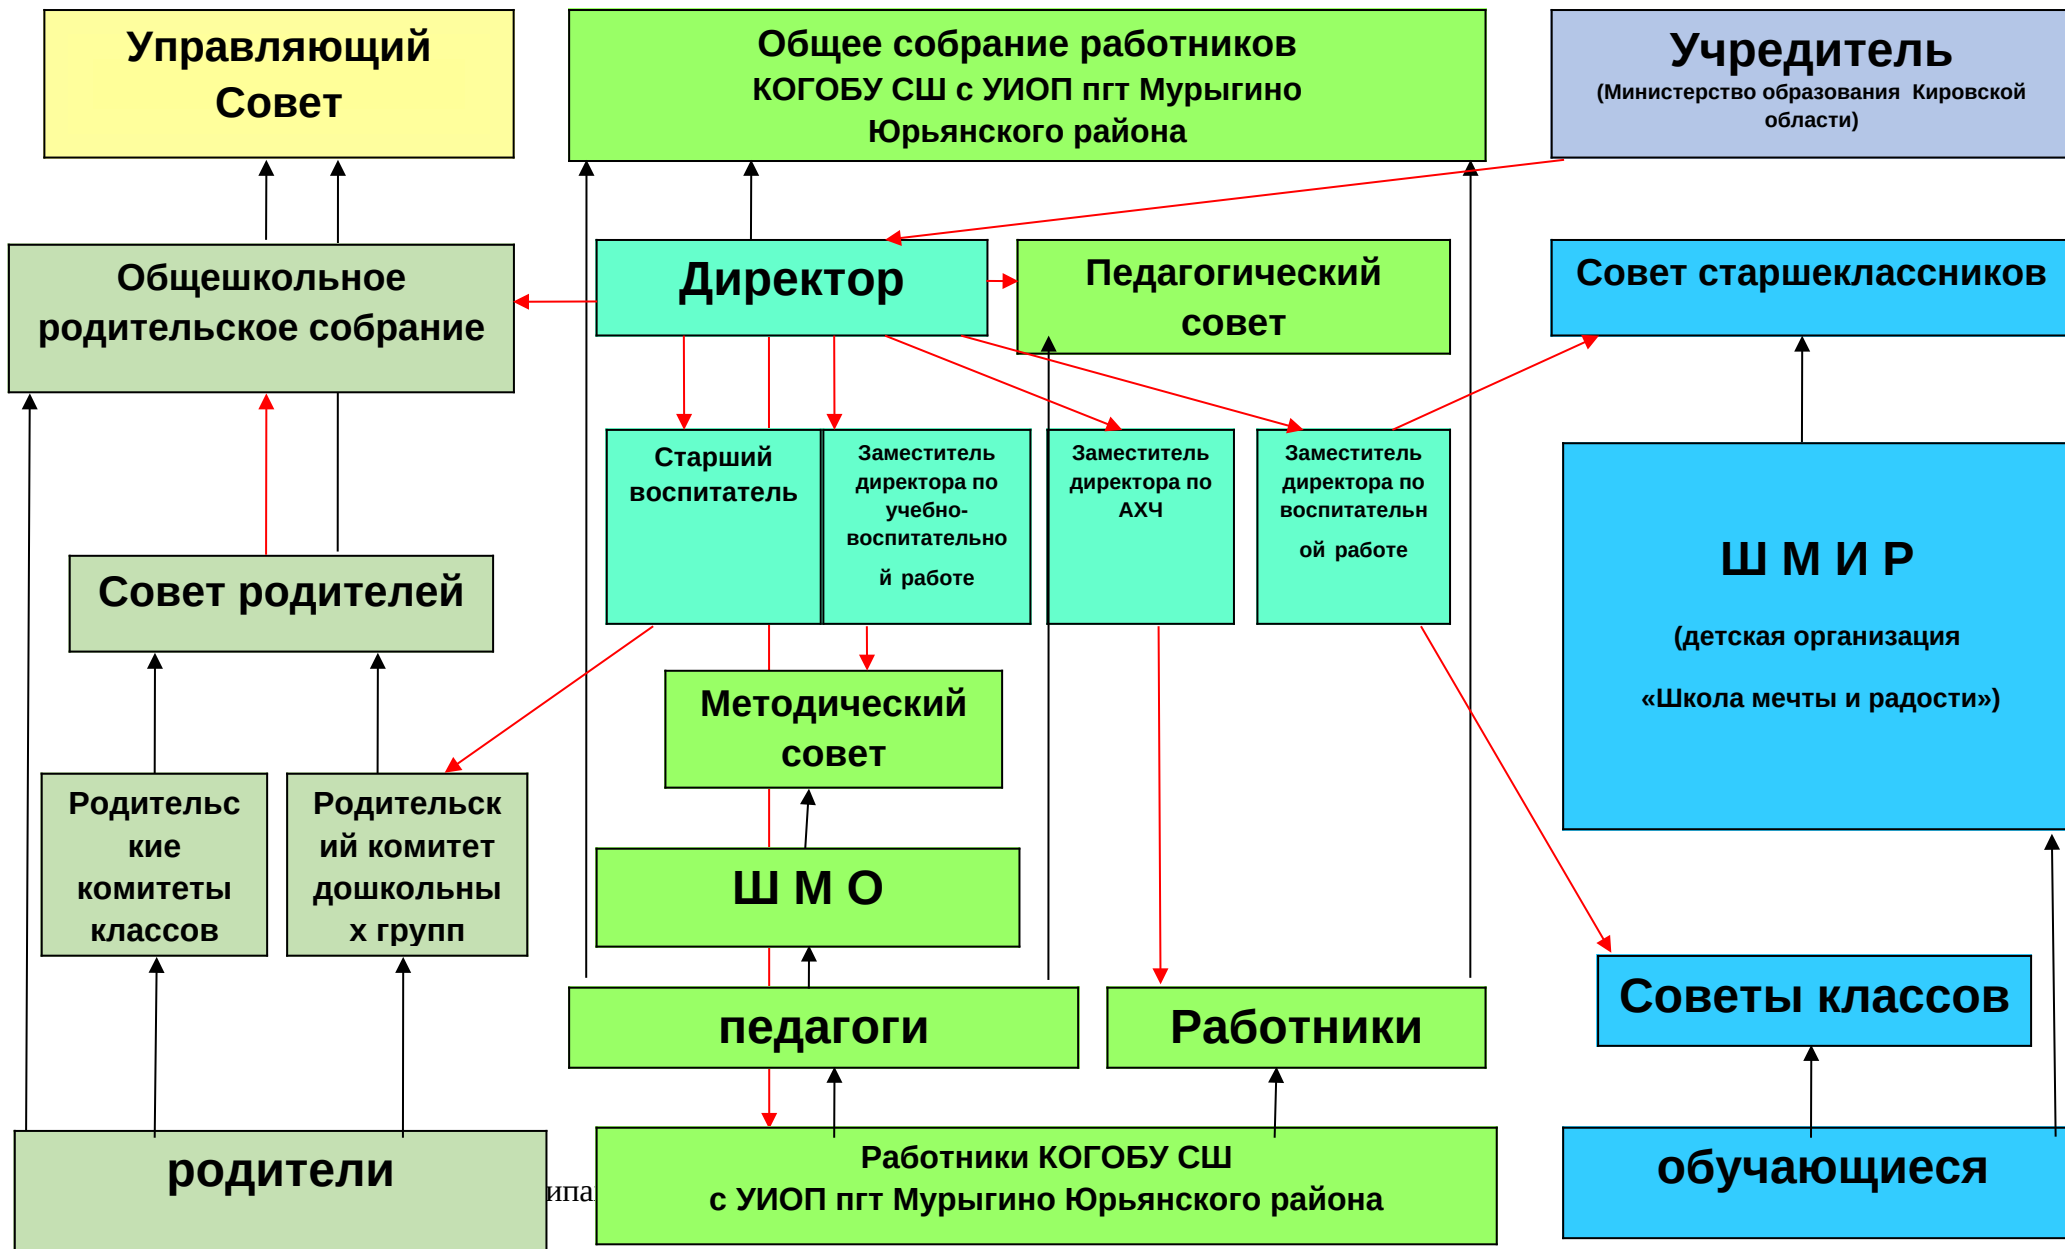 Управляющий
Совет
Общее собрание работников
КОГОБУ СШ с УИОП пгт Мурыгино
Юрьянского района
Учредитель
(Министерство образования Кировской
области)
Общешкольное
родительское собрание
Директор
Педагогический
совет
Совет старшеклассников
Старший
воспитатель
Заместитель
директора по
учебно-
воспитательно
й работе
Заместитель
директора по
АХЧ
Заместитель
директора по
воспитательн
ой работе
Ш М И Р
(детская организация
«Школа мечты и радости»)
Совет родителей
Методический
совет
Родительс
кие
комитеты
классов
Родительск
ий комитет
дошкольны
х групп
Ш М О
педагоги
Работники
Советы классов
родители
ипа
Работники КОГОБУ СШ
с УИОП пгт Мурыгино Юрьянского района
обучающиеся